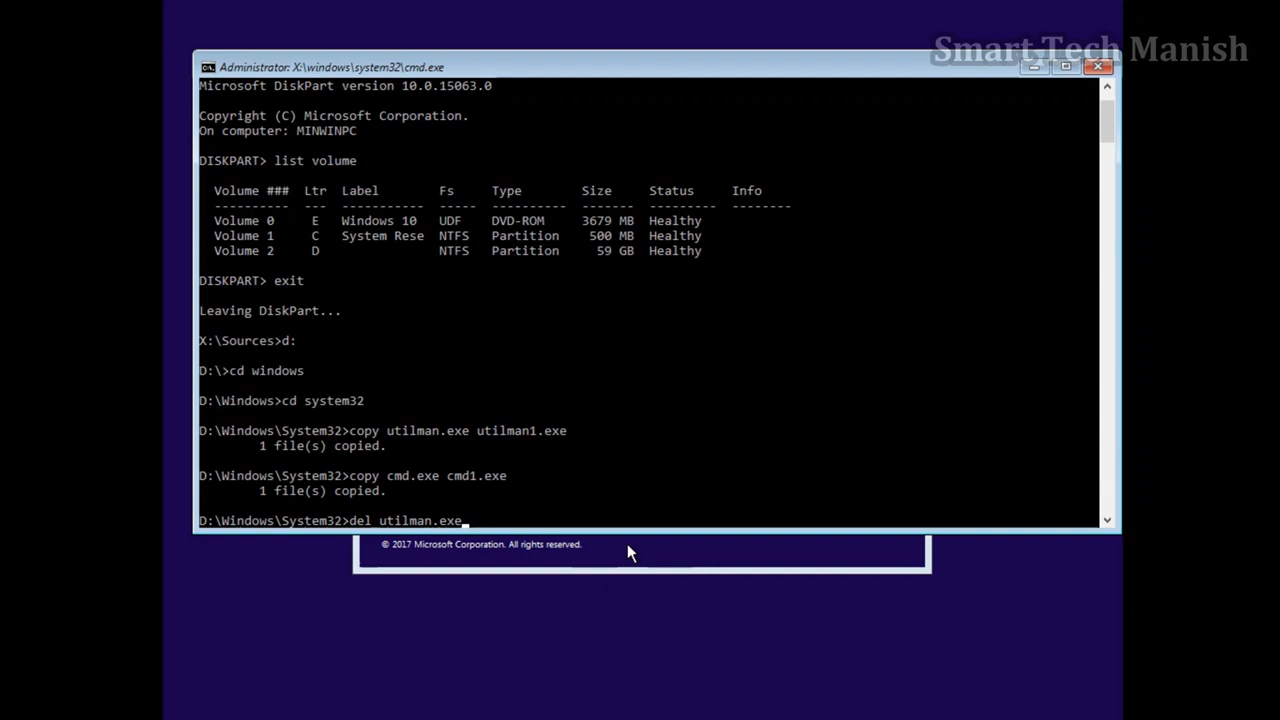 Smart Tech Manish
Administrator: X:\windows\system32\cmd.exe
Microsoft DiskPart version 10.0.15063.0
Copyright (C) Microsoft Corporation.
On computer: MINWINPC
DISKPART> list volume
Volume ### Ltr Label Fs Type Size Status Info
---------- --- ----------- ----- ---------- ------- --------- --------
Volume 0 E Windows 10 UDF DVD-ROM 3679 MB Healthy
Volume 1 C System Rese NTFS Partition 500 MB Healthy
Volume 2 D NTFS Partition 59 GB Healthy
DISKPART> exit
Leaving DiskPart...
X:\Sources>d:
D:\>cd windows
D:\Windows>cd system32
D:\Windows\System32>copy utilman.exe utilman1.exe
1 file(s) copied.
D:\Windows\System32>copy cmd.exe cmd1.exe
1 file(s) copied.
D:\Windows\System32>del utilman.exe
© 2017 Microsoft Corporation. All rights reserved.